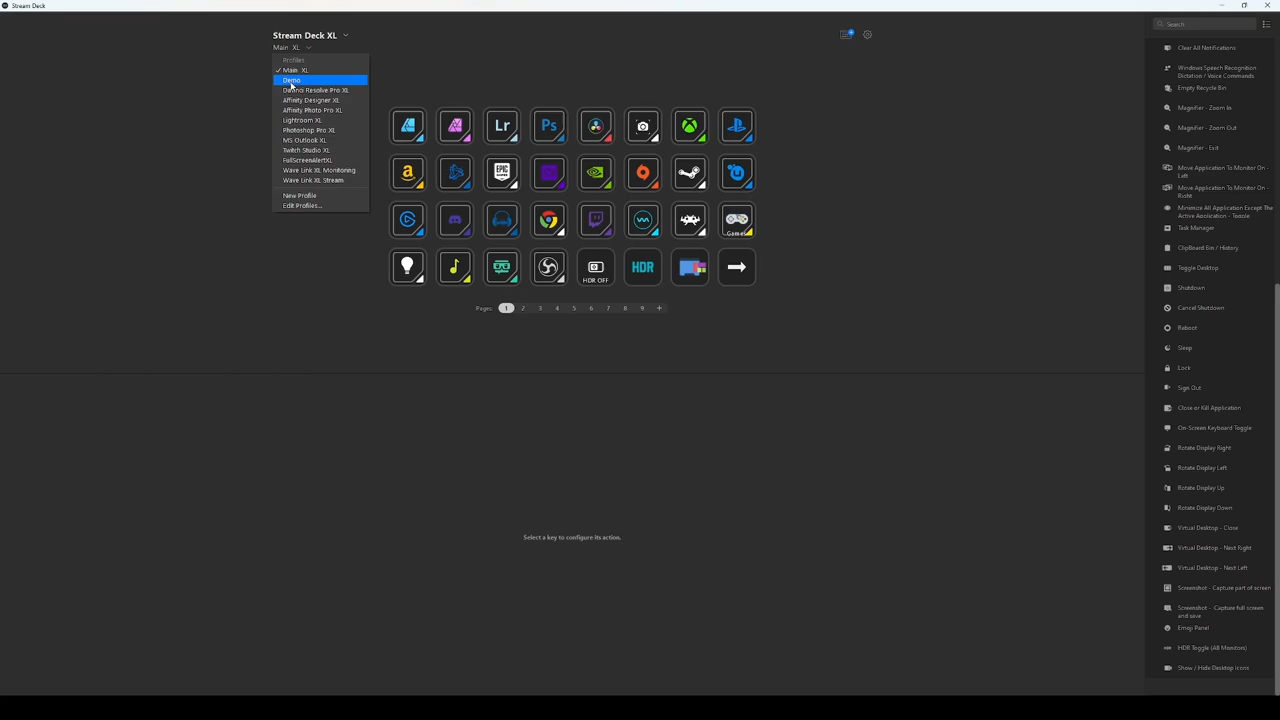 Stream Deck
Stream Deck XL
Main XL
Profiles
Main XL
Demo
DaVinci Resolve Pro XL
Affinity Designer XL
Affinity Photo Pro XL
Lightroom XL
Photoshop Pro XL
MS Outlook XL
Twitch Studio XL
FullScreenAlertXL
Wave Link XL Monitoring
Wave Link XL Stream
New Profile
Edit Profiles...
Lr
Ps
EPIC
GAMES
Games
HDR OFF
HDR
Pages: 1 2 3 4 5 6 7 8 9 +
Select a key to configure its action.
Search
Clear All Notifications
Windows Speech Recognition
Dictation / Voice Commands
Empty Recycle Bin
Magnifier - Zoom In
Magnifier - Zoom Out
Magnifier - Exit
Move Application To Monitor On -
Left
Move Application To Monitor On -
Right
Minimize All Application Except The
Active Application - Toggle
Task Manager
ClipBoard Bin / History
Toggle Desktop
Shutdown
Cancel Shutdown
Reboot
Sleep
Lock
Sign Out
Close or Kill Application
On-Screen Keyboard Toggle
Rotate Display Right
Rotate Display Left
Rotate Display Up
Rotate Display Down
Virtual Desktop - Close
Virtual Desktop - Next Right
Virtual Desktop - Next Left
Screenshot - Capture part of screen
Screenshot - Capture full screen
and save
Emoji Panel
HDR Toggle (All Monitors)
Show / Hide Desktop Icons